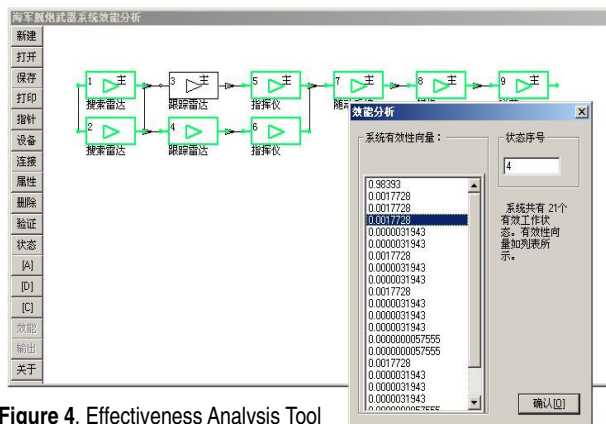 海军舰炮武器系统效能分析
新建
打开
保存
打印
指针
设备
连接
属性
删除
验证
状态
[A]
[D]
[C]
效能
输出
关于
1 主 3 主 5 主 7 主 8 主 9 主
搜索雷达 跟踪雷达 指挥仪
2 4 6
搜索雷达 跟踪雷达 指挥仪
效能分析
系统有效性向量：
0.98393
0.0017728
0.0017728
0.0017728
0.0000031943
0.0000031943
0.0017728
0.0000031943
0.0000031943
0.0017728
0.0000031943
0.0000031943
0.0000000057555
0.0000000057555
0.0017728
0.0000031943
0.0000031943
0.0000031943
0.0000000057555
状态序号
4
系统共有 21个
有效工作状
态。有效性向
量如列表所
示。
确认[O]
Figure 4. Effectiveness Analysis Tool